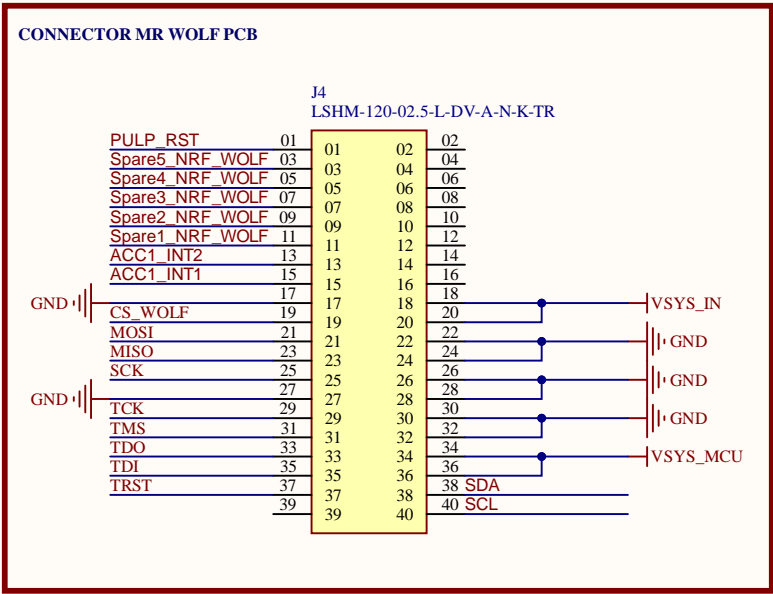 CONNECTOR MR WOLF PCB
J4
LSHM-120-02.5-L-DV-A-N-K-TR
PULP_RST 01 01 02 02
Spare5_NRF_WOLF 03 03 04 04
Spare4_NRF_WOLF 05 05 06 06
Spare3_NRF_WOLF 07 07 08 08
Spare2_NRF_WOLF 09 09 10 10
Spare1_NRF_WOLF 11 11 12 12
ACC1_INT2 13 13 14 14
ACC1_INT1 15 15 16 16
GND 17 17 18 18 VSYS_IN
CS_WOLF 19 19 20 20
MOSI 21 21 22 22 GND
MISO 23 23 24 24
SCK 25 25 26 26 GND
GND 27 27 28 28
TCK 29 29 30 30 GND
TMS 31 31 32 32
TDO 33 33 34 34 VSYS_MCU
TDI 35 35 36 36
TRST 37 37 38 38 SDA
39 39 40 40 SCL